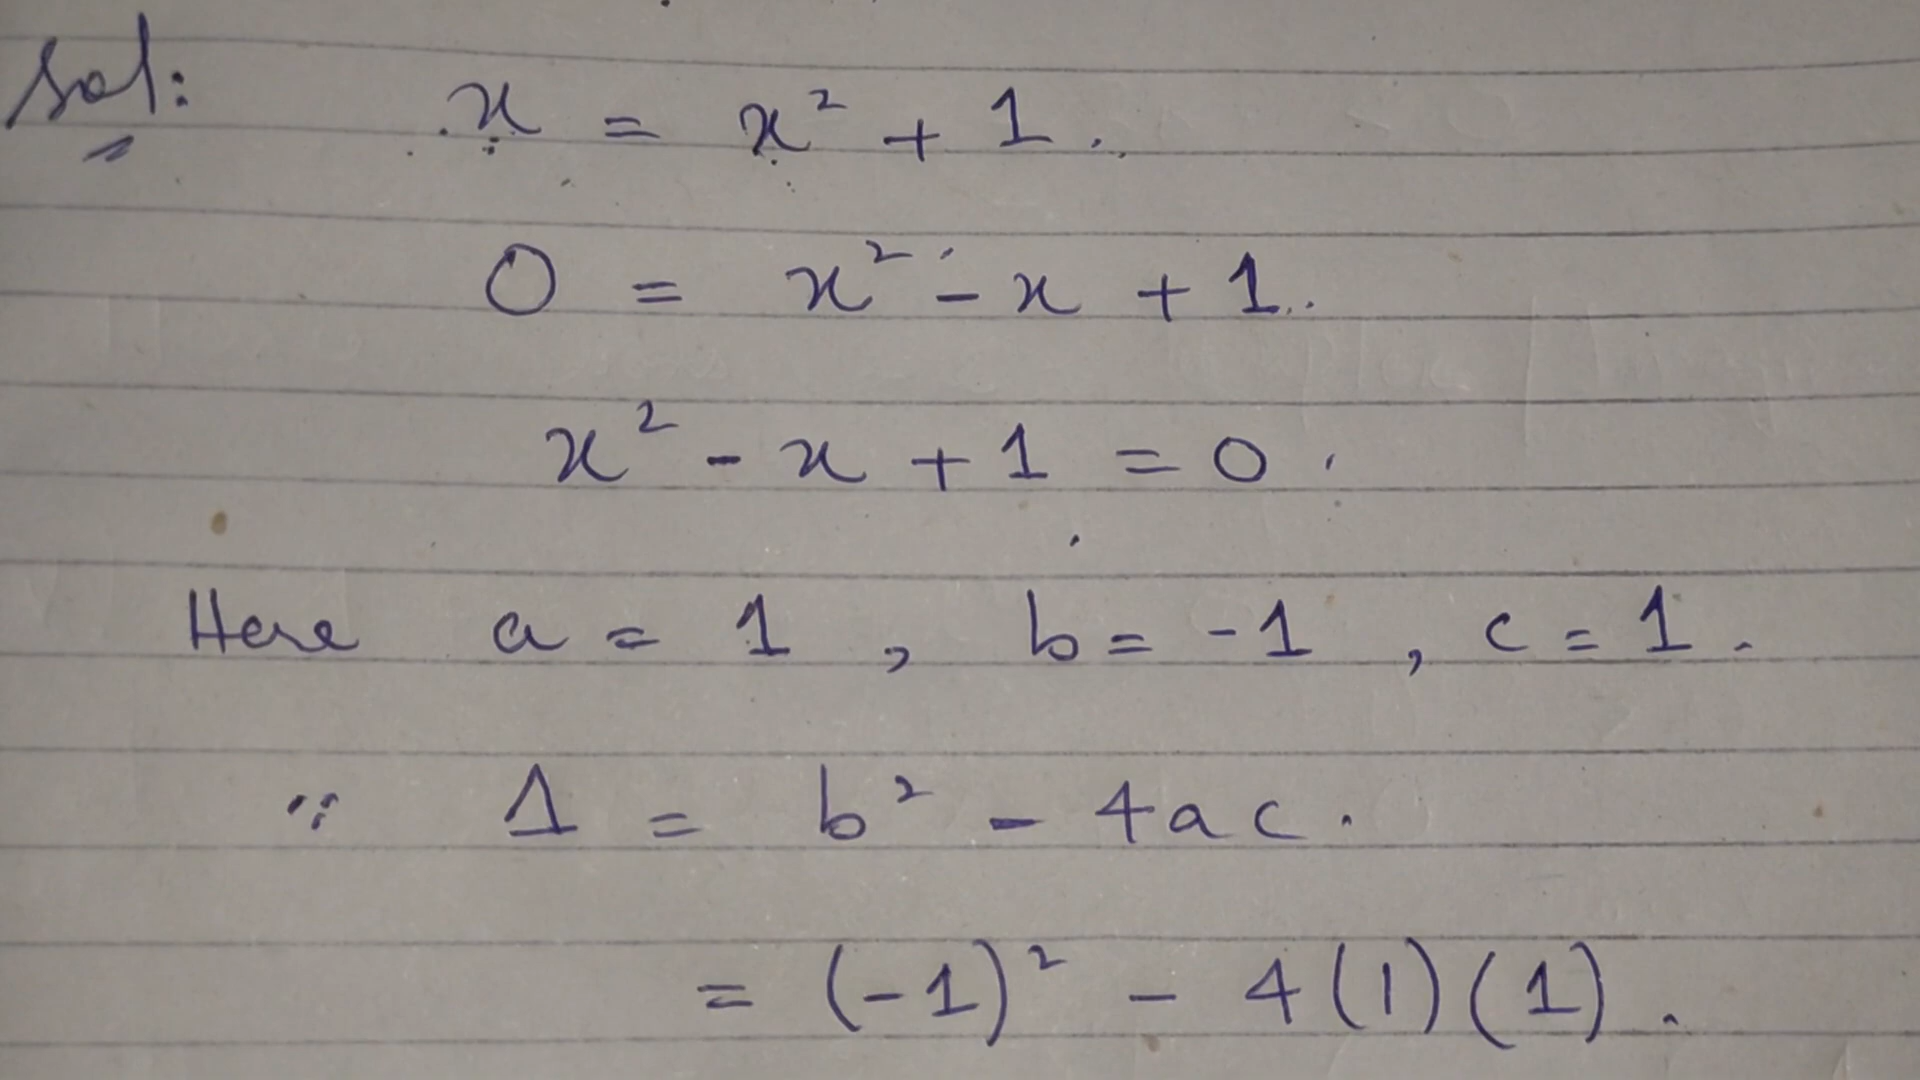 Sol:   x = x² + 1.
0 = x² - x + 1.
x² - x + 1 = 0.
Here a = 1 , b = -1 , c = 1.
∵ Δ = b² - 4ac.
= (-1)² - 4(1)(1).